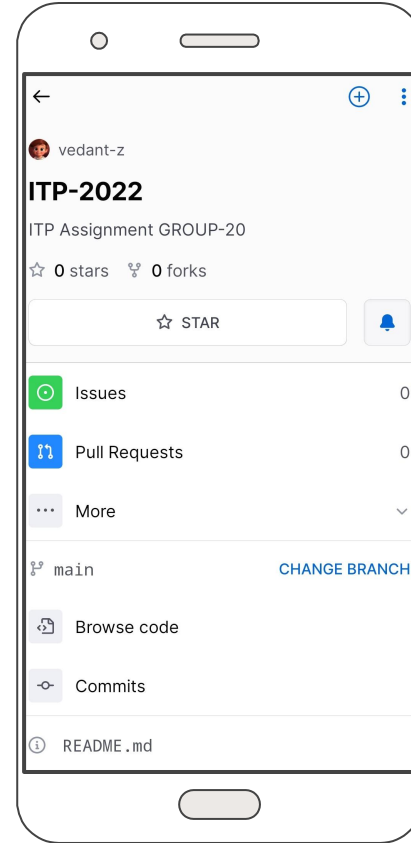 vedant-z
ITP-2022
ITP Assignment GROUP-20
0 stars 0 forks
STAR
Issues 0
Pull Requests 0
More
main CHANGE BRANCH
Browse code
Commits
README.md